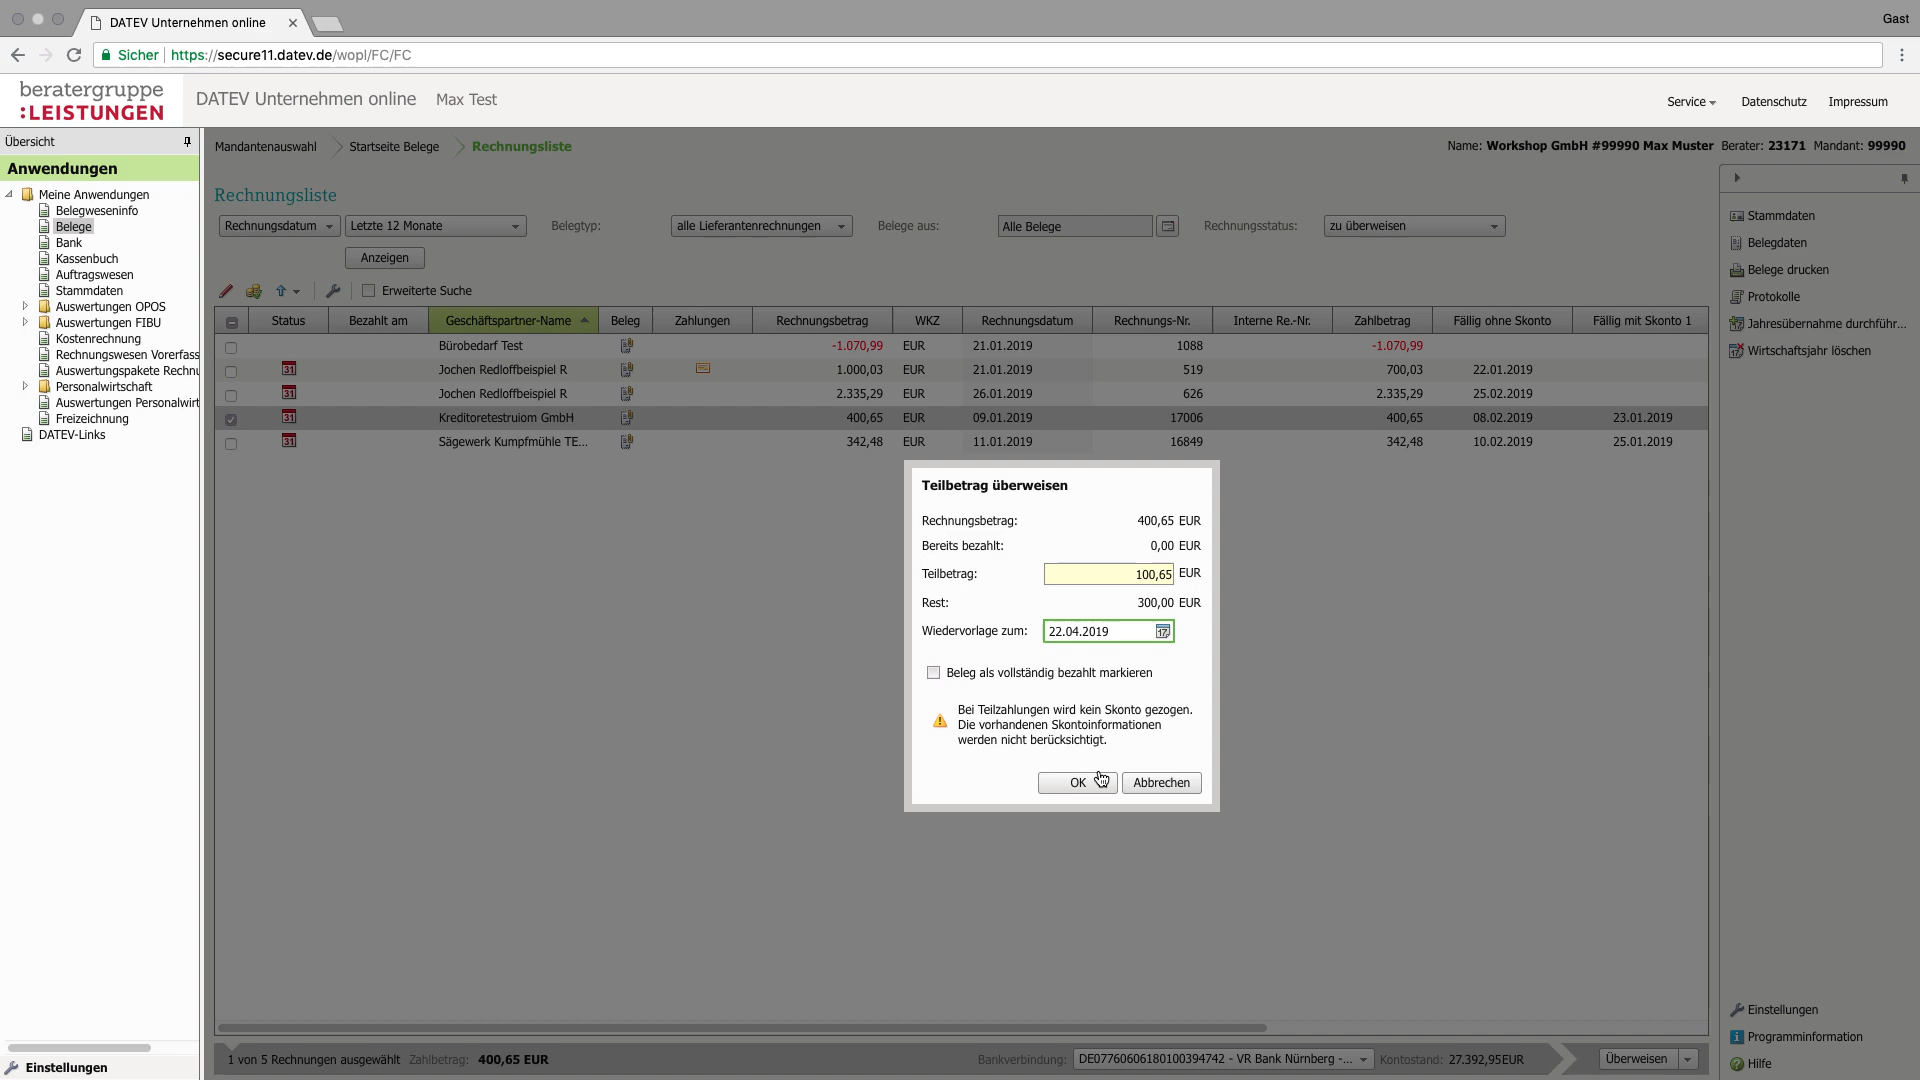 DATEV Unternehmen online
Gast
Sicher https://secure11.datev.de/wopl/FC/FC
beratergruppe
:LEISTUNGEN
DATEV Unternehmen online Max Test
Service Datenschutz Impressum
Übersicht
Anwendungen
Meine Anwendungen
Belegweseninfo
Belege
Bank
Kassenbuch
Auftragswesen
Stammdaten
Auswertungen OPOS
Auswertungen FIBU
Kostenrechnung
Rechnungswesen Vorerfass
Auswertungspakete Rechnu
Personalwirtschaft
Auswertungen Personalwirt
Freizeichnung
DATEV-Links
Einstellungen
Mandantenauswahl Startseite Belege Rechnungsliste
Name: Workshop GmbH #99990 Max Muster Berater: 23171 Mandant: 99990
Rechnungsliste
Rechnungsdatum Letzte 12 Monate Belegtyp: alle Lieferantenrechnungen Belege aus: Alle Belege Rechnungsstatus: zu überweisen
Anzeigen
Erweiterte Suche
Status Bezahlt am Geschäftspartner-Name Beleg Zahlungen Rechnungsbetrag WKZ Rechnungsdatum Rechnungs-Nr. Interne Re.-Nr. Zahlbetrag Fällig ohne Skonto Fällig mit Skonto 1
Bürobedarf Test -1.070,99 EUR 21.01.2019 1088 -1.070,99
31 Jochen Redloffbeispiel R 1.000,03 EUR 21.01.2019 519 700,03 22.01.2019
31 Jochen Redloffbeispiel R 2.335,29 EUR 26.01.2019 626 2.335,29 25.02.2019
31 Kreditoretestruiom GmbH 400,65 EUR 09.01.2019 17006 400,65 08.02.2019 23.01.2019
31 Sägewerk Kumpfmühle TE... 342,48 EUR 11.01.2019 16849 342,48 10.02.2019 25.01.2019
Teilbetrag überweisen
Rechnungsbetrag: 400,65 EUR
Bereits bezahlt: 0,00 EUR
Teilbetrag: 100,65 EUR
Rest: 300,00 EUR
Wiedervorlage zum: 22.04.2019 17
Beleg als vollständig bezahlt markieren
Bei Teilzahlungen wird kein Skonto gezogen.
Die vorhandenen Skontoinformationen
werden nicht berücksichtigt.
OK Abbrechen
Stammdaten
Belegdaten
Belege drucken
Protokolle
Jahresübernahme durchführ...
Wirtschaftsjahr löschen
Einstellungen
Programminformation
Hilfe
1 von 5 Rechnungen ausgewählt Zahlbetrag: 400,65 EUR
Bankverbindung: DE07760606180100394742 - VR Bank Nürnberg -... Kontostand: 27.392,95EUR Überweisen